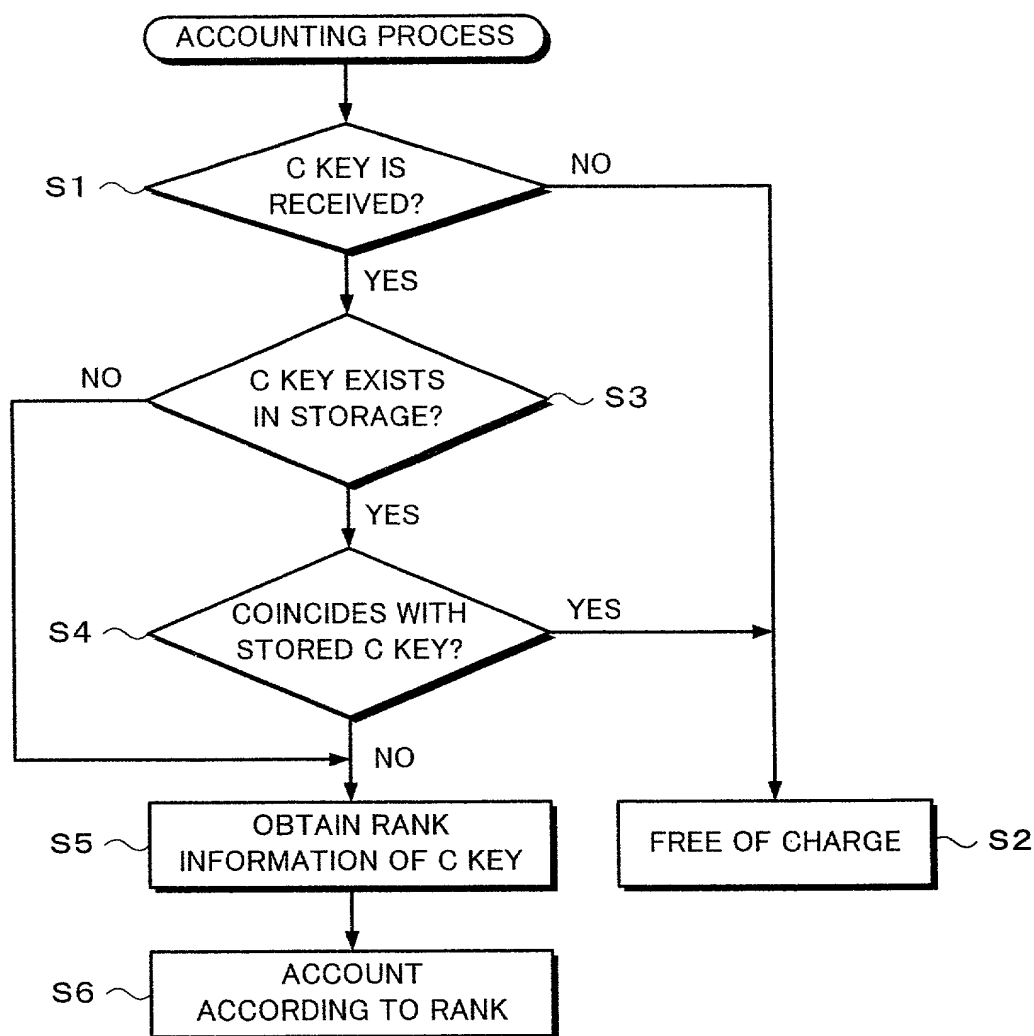 ACCOUNTING PROCESS
S1
C KEY IS
RECEIVED?
NO
YES
NO
C KEY EXISTS
IN STORAGE?
S3
YES
S4
COINCIDES WITH
STORED C KEY?
YES
NO
S5
OBTAIN RANK
INFORMATION OF C KEY
FREE OF CHARGE
S2
S6
ACCOUNT
ACCORDING TO RANK